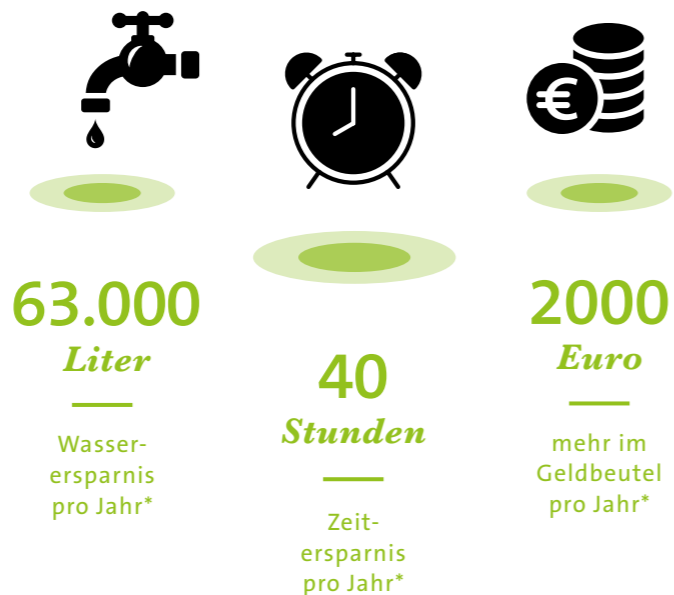 63.000
Liter
Wasser-
ersparnis
pro Jahr*
40
Stunden
Zeit-
ersparnis
pro Jahr*
€
2000
Euro
mehr im
Geldbeutel
pro Jahr*